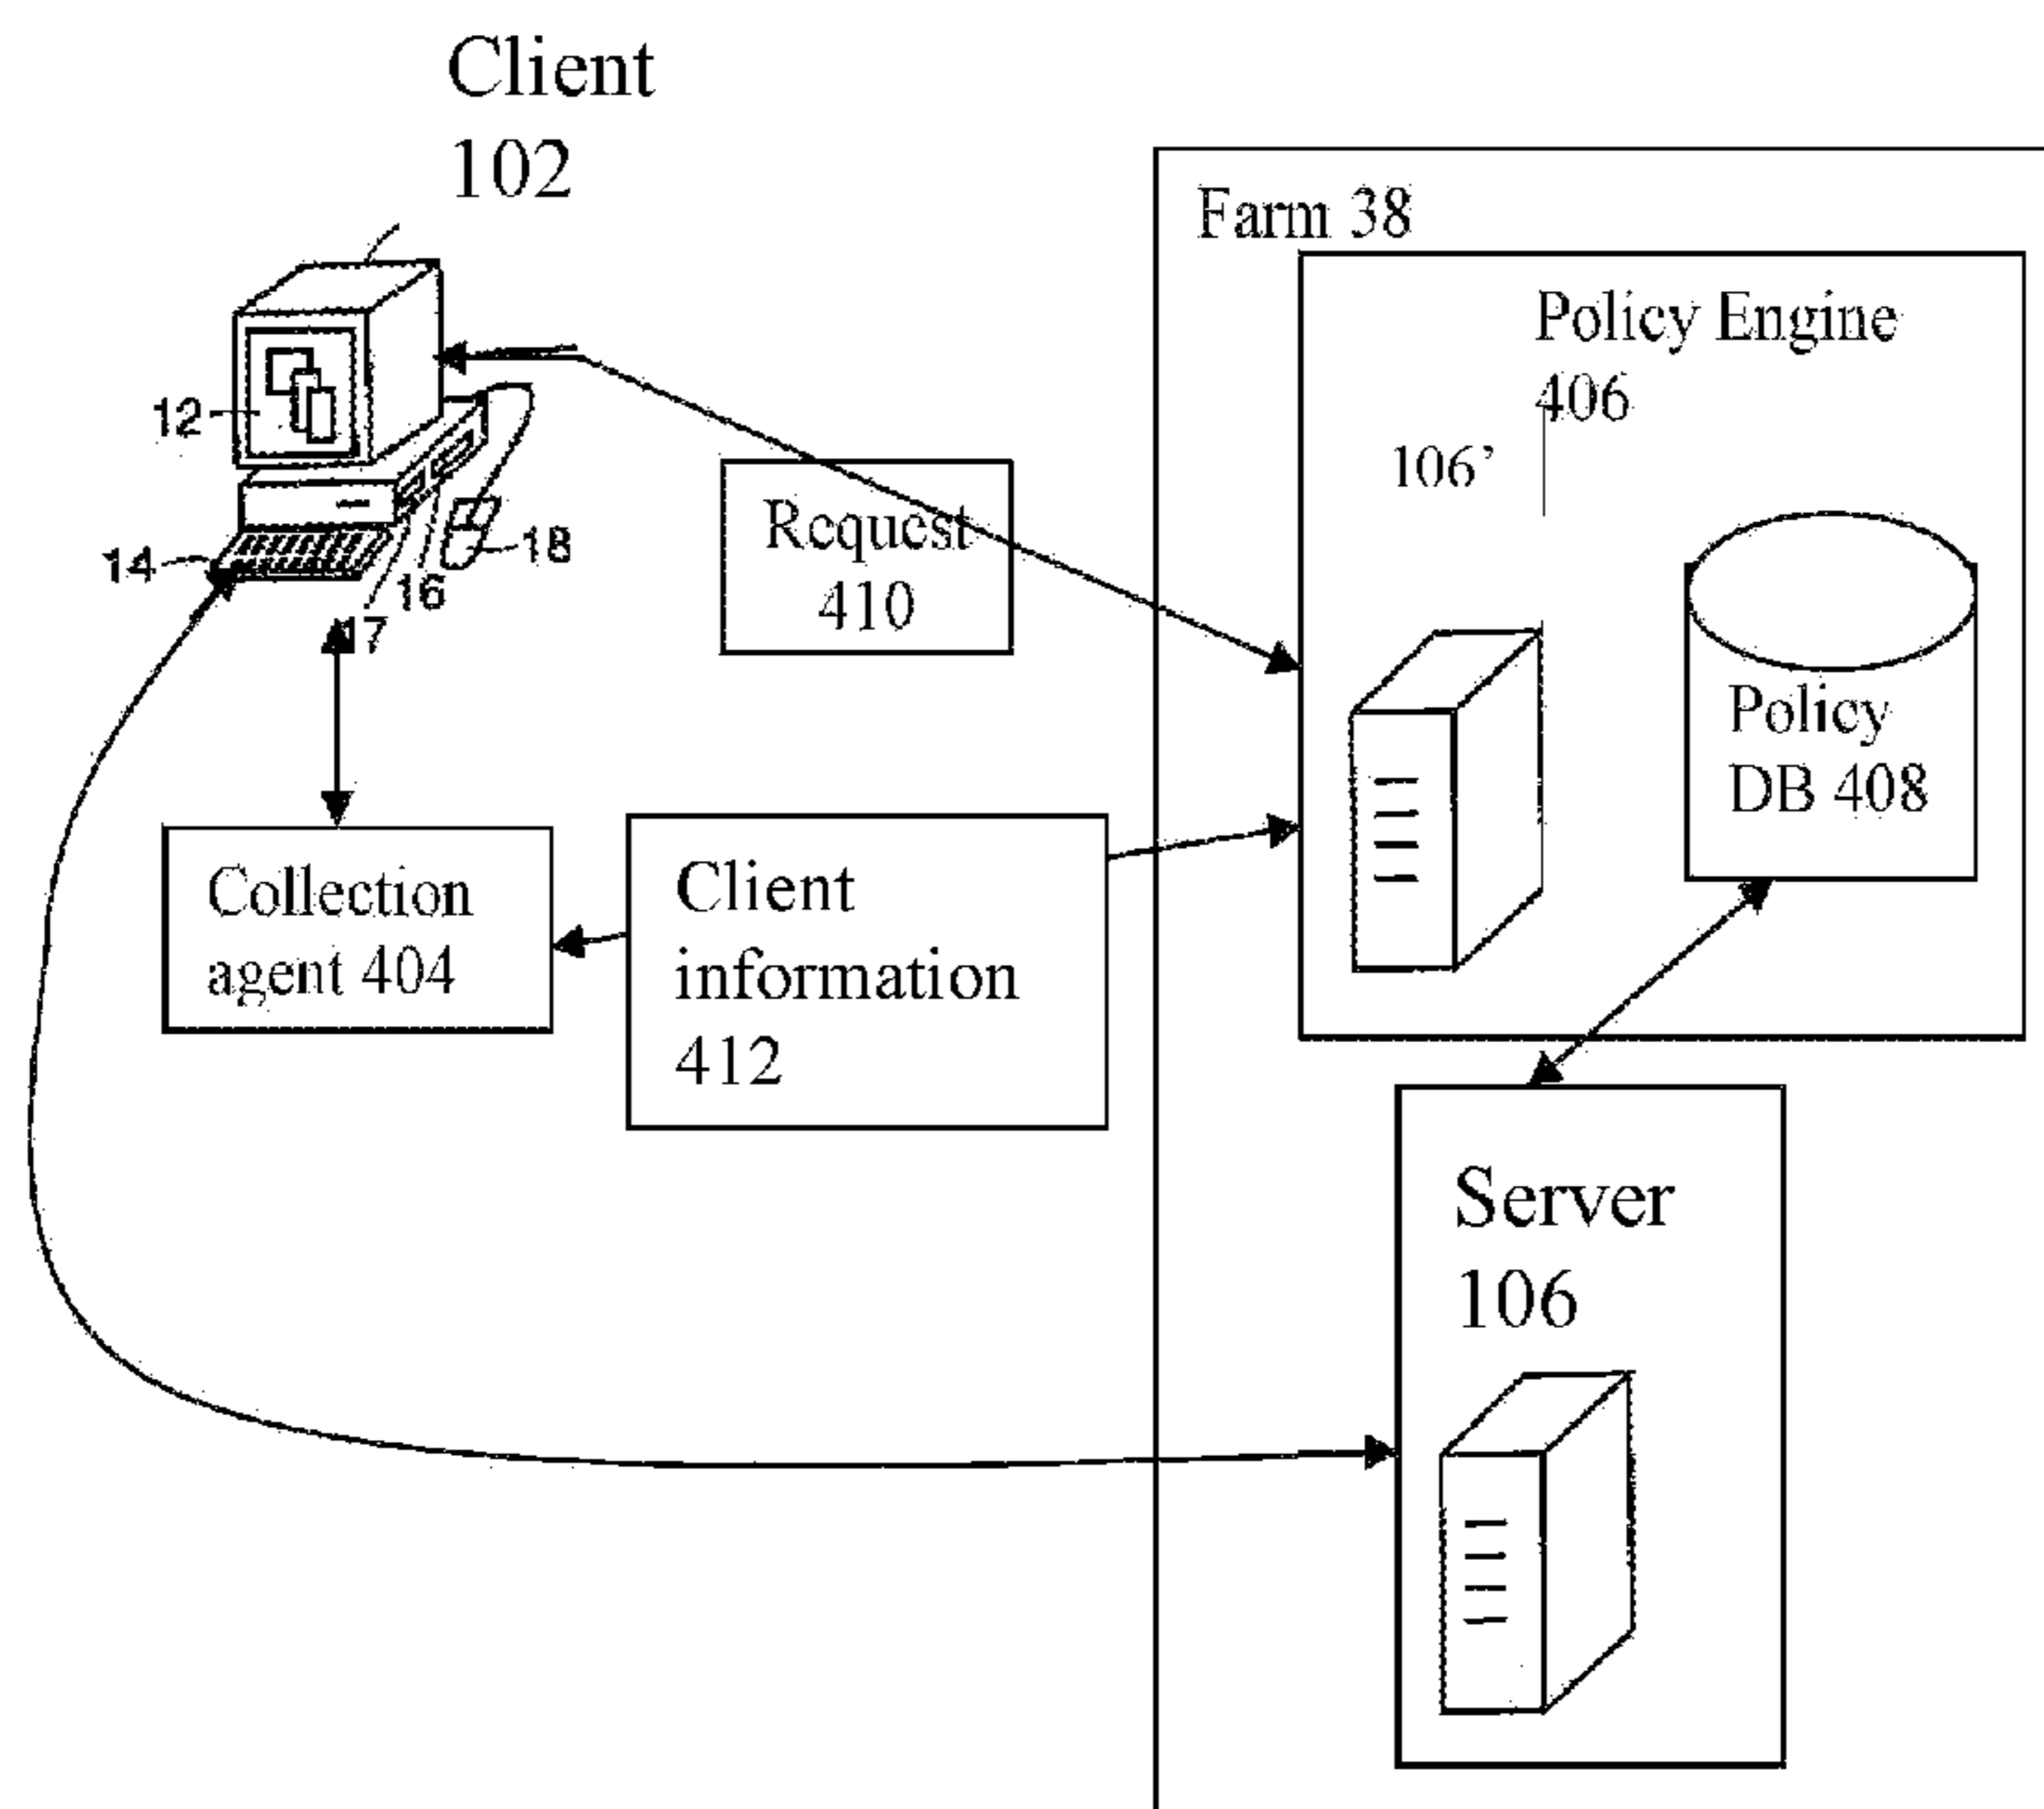 Client
102
Farm 38
Policy Engine
406
106’
12
Request
410
14
18
16
17
Policy
DB 408
Collection
agent 404
Client
information
412
Server
106